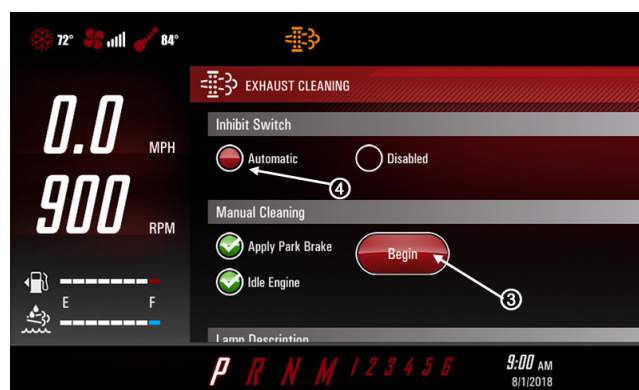 72° 84°
EXHAUST CLEANING
Inhibit Switch
Automatic Disabled
④
0.0 MPH
900 RPM
Manual Cleaning
Apply Park Brake Begin
Idle Engine
③
E F
Lamp Description
P R N M 1 2 3 4 5 6
9:00 AM
8/1/2018